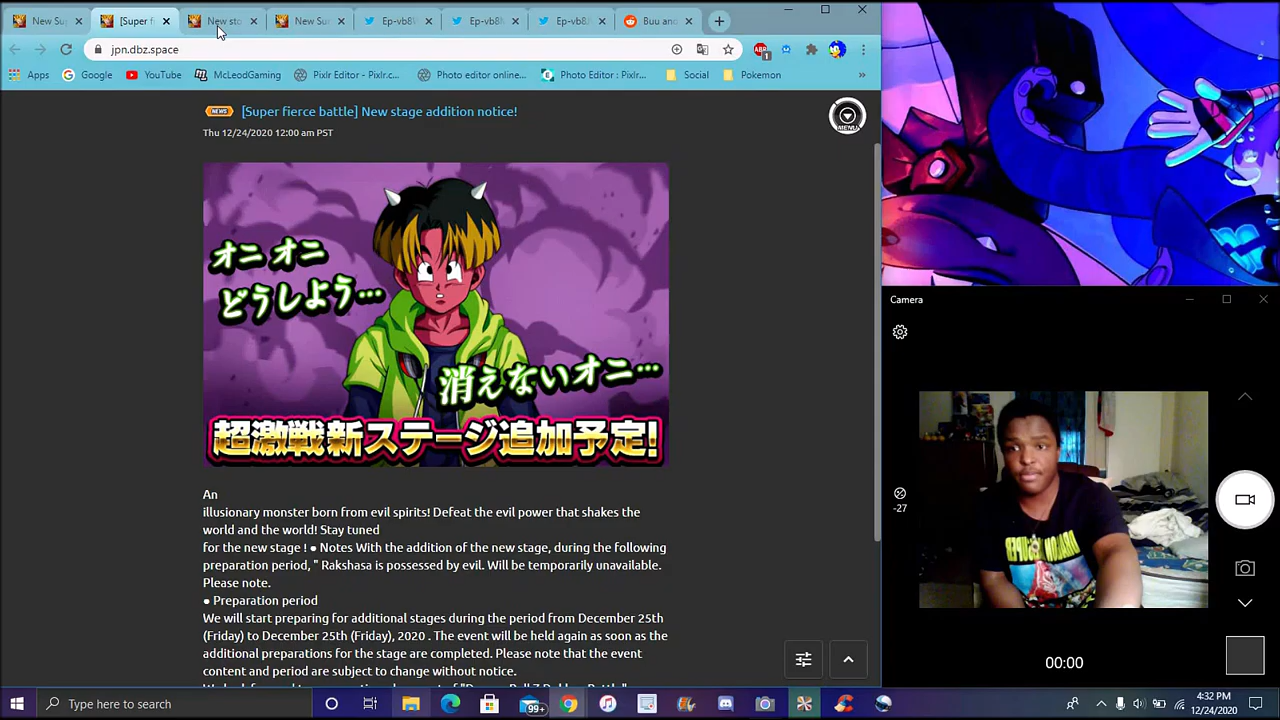 New Su
[Super f
New sto
New Su
Ep-vb8
Ep-vb8
Ep-vb8
Buu and
jpn.dbz.space
ABP
1
Apps
Google
YouTube
McLeodGaming
Pixlr Editor - Pixlr.c...
Photo editor online...
Photo Editor : Pixlr...
Social
Pokemon
»
NEWS
[Super fierce battle] New stage addition notice!
Thu 12/24/2020 12:00 am PST
MENU
オニ オニ
どうしよう…
消えないオニ…
超激戦新ステージ追加予定!
An
illusionary monster born from evil spirits! Defeat the evil power that shakes the
world and the world! Stay tuned
for the new stage ! ● Notes With the addition of the new stage, during the following
preparation period, " Rakshasa is possessed by evil. Will be temporarily unavailable.
Please note.
● Preparation period
We will start preparing for additional stages during the period from December 25th
(Friday) to December 25th (Friday), 2020 . The event will be held again as soon as the
additional preparations for the stage are completed. Please note that the event
content and period are subject to change without notice.
Camera
-27
00:00
Type here to search
99+
4:32 PM
12/24/2020